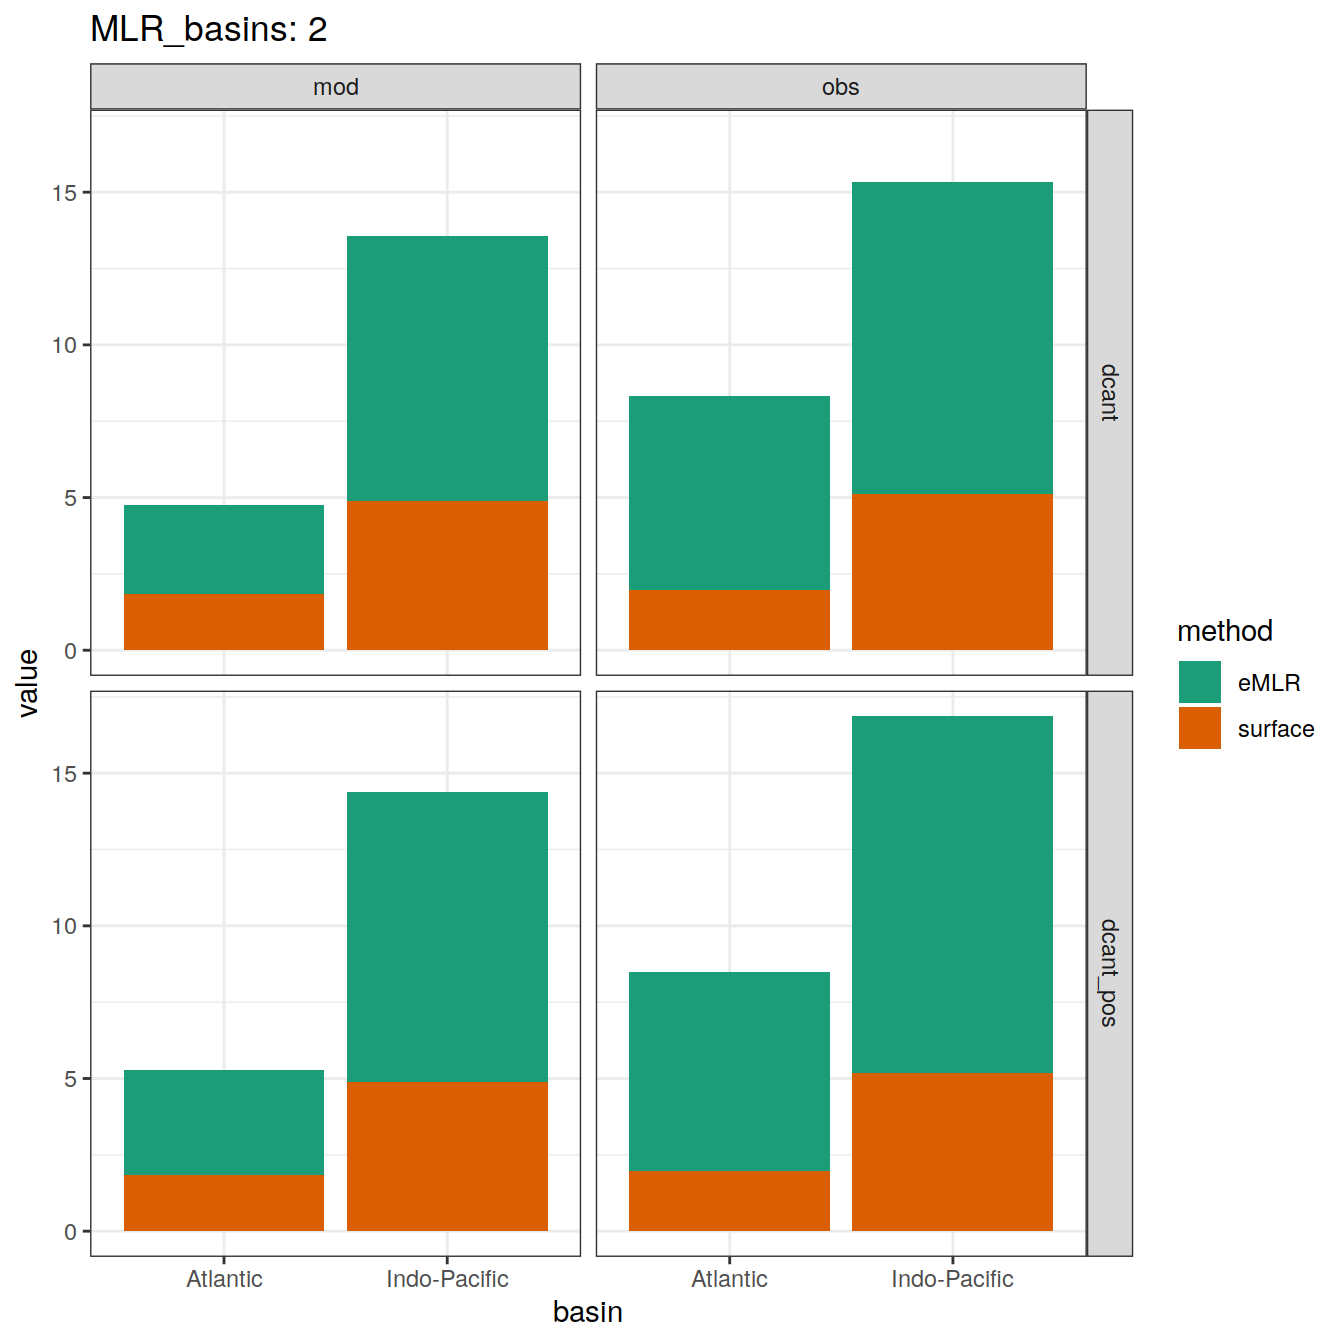 MLR_basins: 2
mod
obs
15
10
5
0
dcant
15
10
5
0
dcant_pos
value
Atlantic
Indo-Pacific
Atlantic
Indo-Pacific
basin
method
eMLR
surface